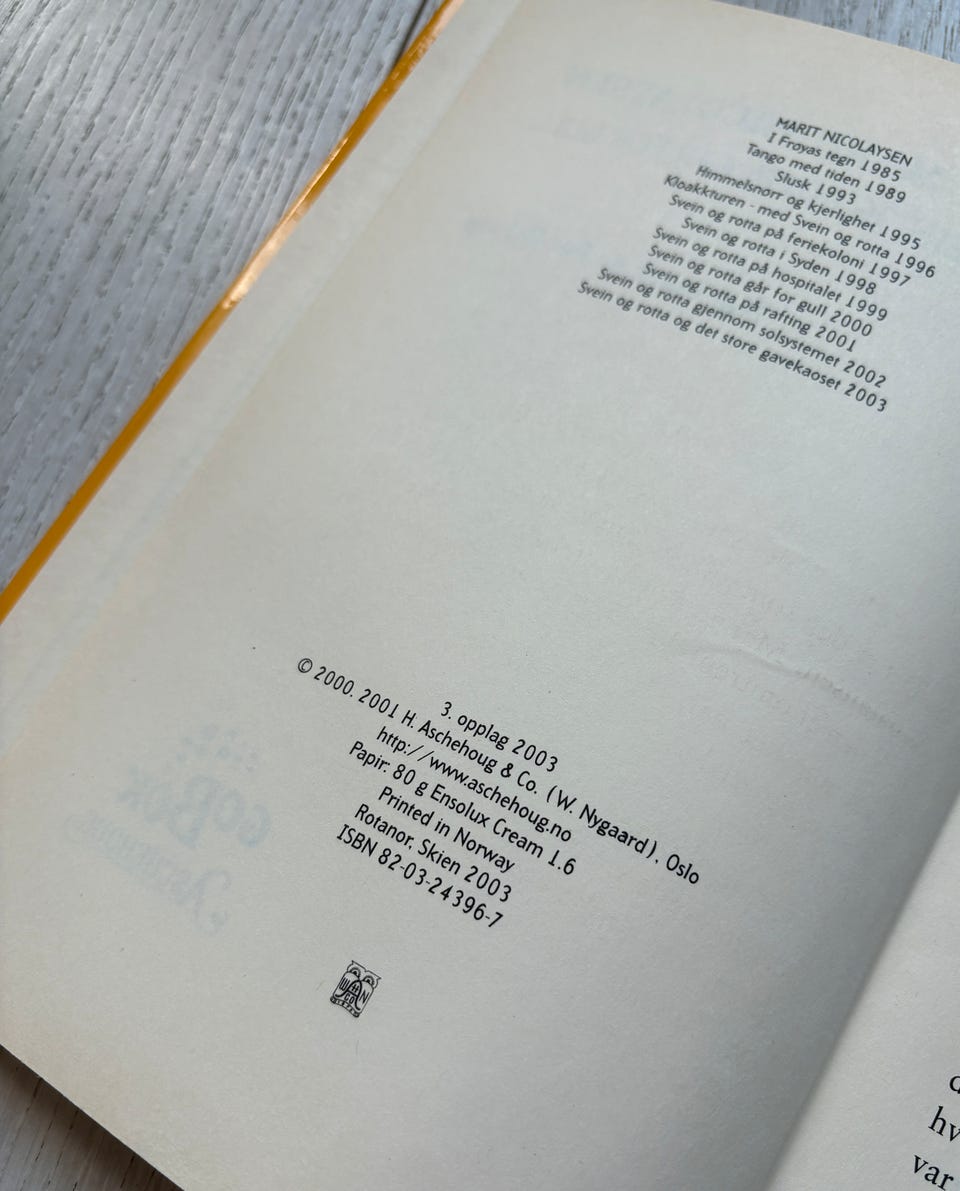 MARIT NICOLAYSEN
I Frøyas tegn 1985
Tango med tiden 1989
Slusk 1993
Himmelsnørr og kjerlighet 1995
Kloakkturen - med Svein og rotta 1996
Svein og rotta på feriekoloni 1997
Svein og rotta i Syden 1998
Svein og rotta på hospitalet 1999
Svein og rotta går for gull 2000
Svein og rotta på rafting 2001
Svein og rotta gjennom solsystemet 2002
Svein og rotta og det store gavekaoset 2003
3. opplag 2003
© 2000, 2001 H. Aschehoug & Co. (W. Nygaard), Oslo
http://www.aschehoug.no
Papir: 80 g Ensolux Cream 1.6
Printed in Norway
Rotanor, Skien 2003
ISBN 82-03-24396-7
hv
var